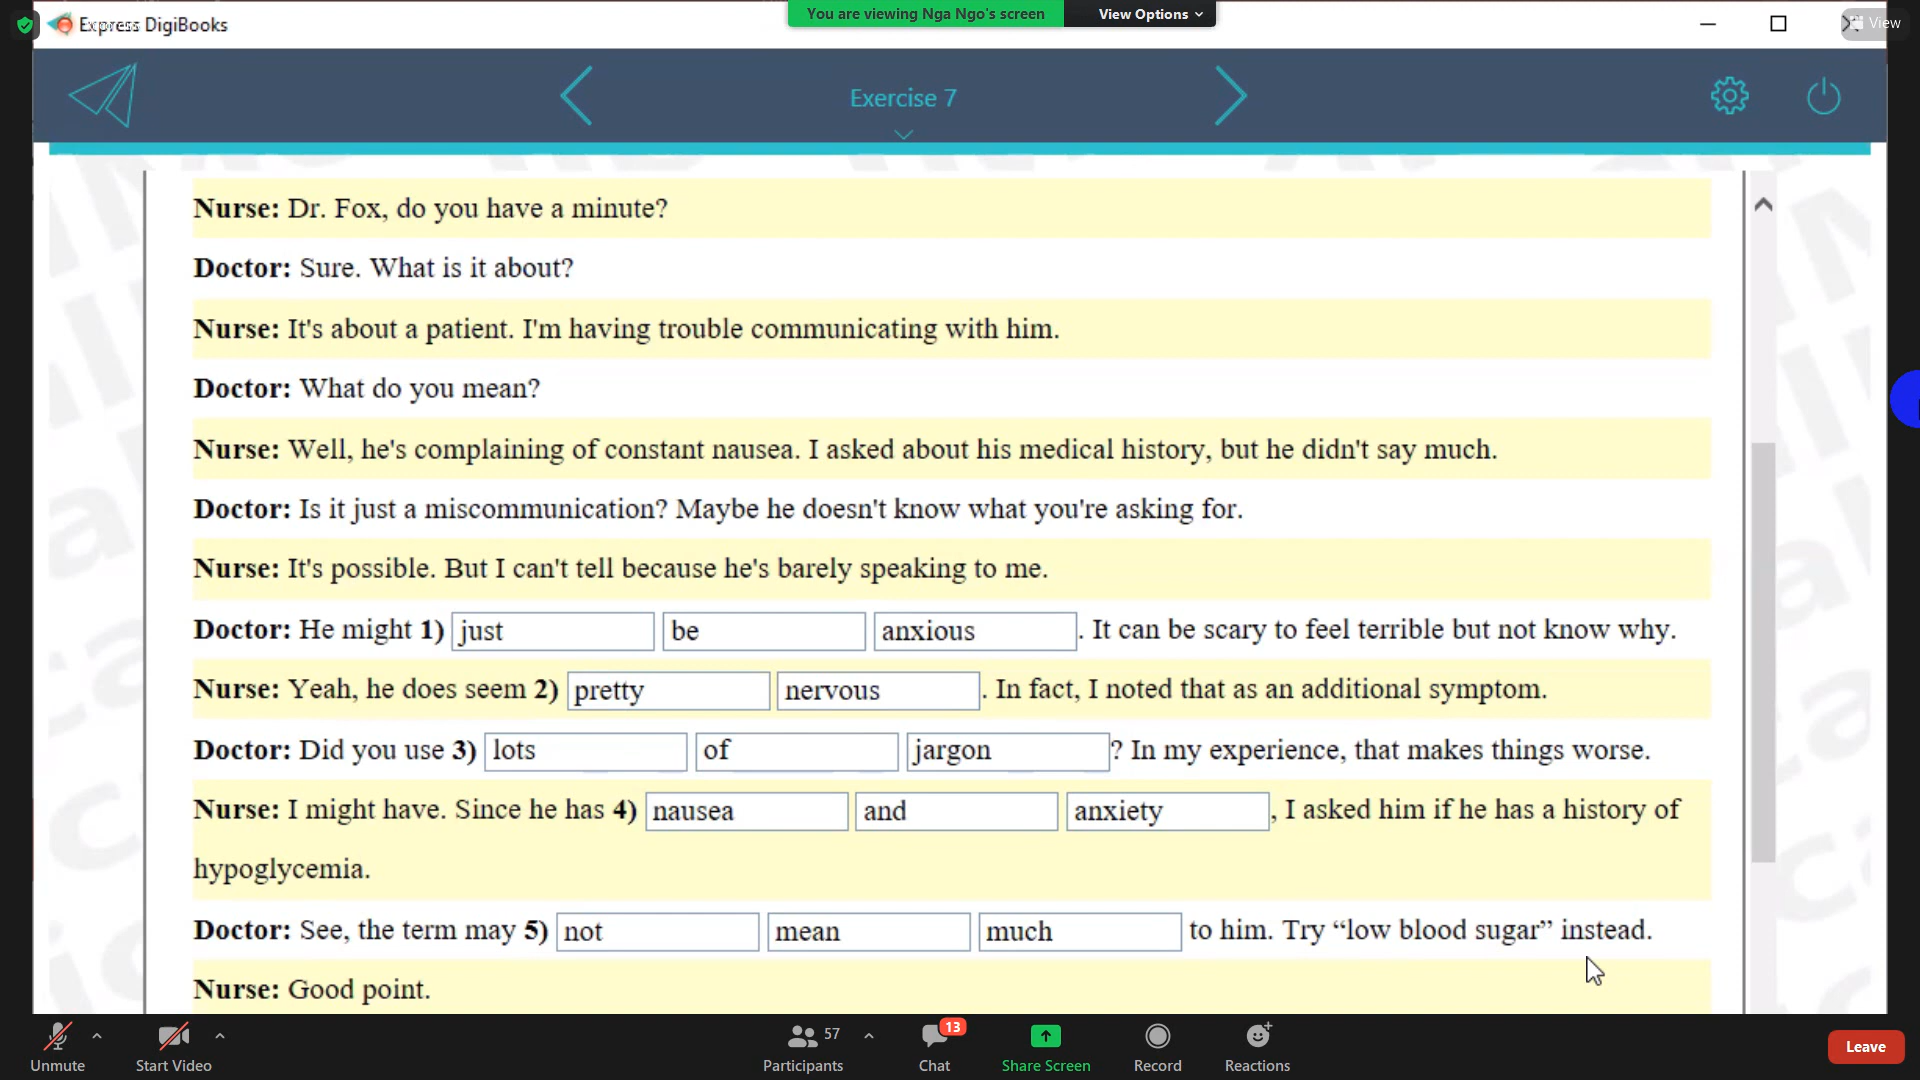 You are viewing Nga Ngo's screen
View Options
Express DigiBooks
View
Exercise 7
Nurse: Dr. Fox, do you have a minute?
Doctor: Sure. What is it about?
Nurse: It's about a patient. I'm having trouble communicating with him.
Doctor: What do you mean?
Nurse: Well, he's complaining of constant nausea. I asked about his medical history, but he didn't say much.
Doctor: Is it just a miscommunication? Maybe he doesn't know what you're asking for.
Nurse: It's possible. But I can't tell because he's barely speaking to me.
Doctor: He might 1) just be anxious . It can be scary to feel terrible but not know why.
Nurse: Yeah, he does seem 2) pretty nervous . In fact, I noted that as an additional symptom.
Doctor: Did you use 3) lots of jargon ? In my experience, that makes things worse.
Nurse: I might have. Since he has 4) nausea and anxiety , I asked him if he has a history of
hypoglycemia.
Doctor: See, the term may 5) not mean much to him. Try “low blood sugar” instead.
Nurse: Good point.
Unmute
Start Video
57
Participants
13
Chat
Share Screen
Record
Reactions
Leave